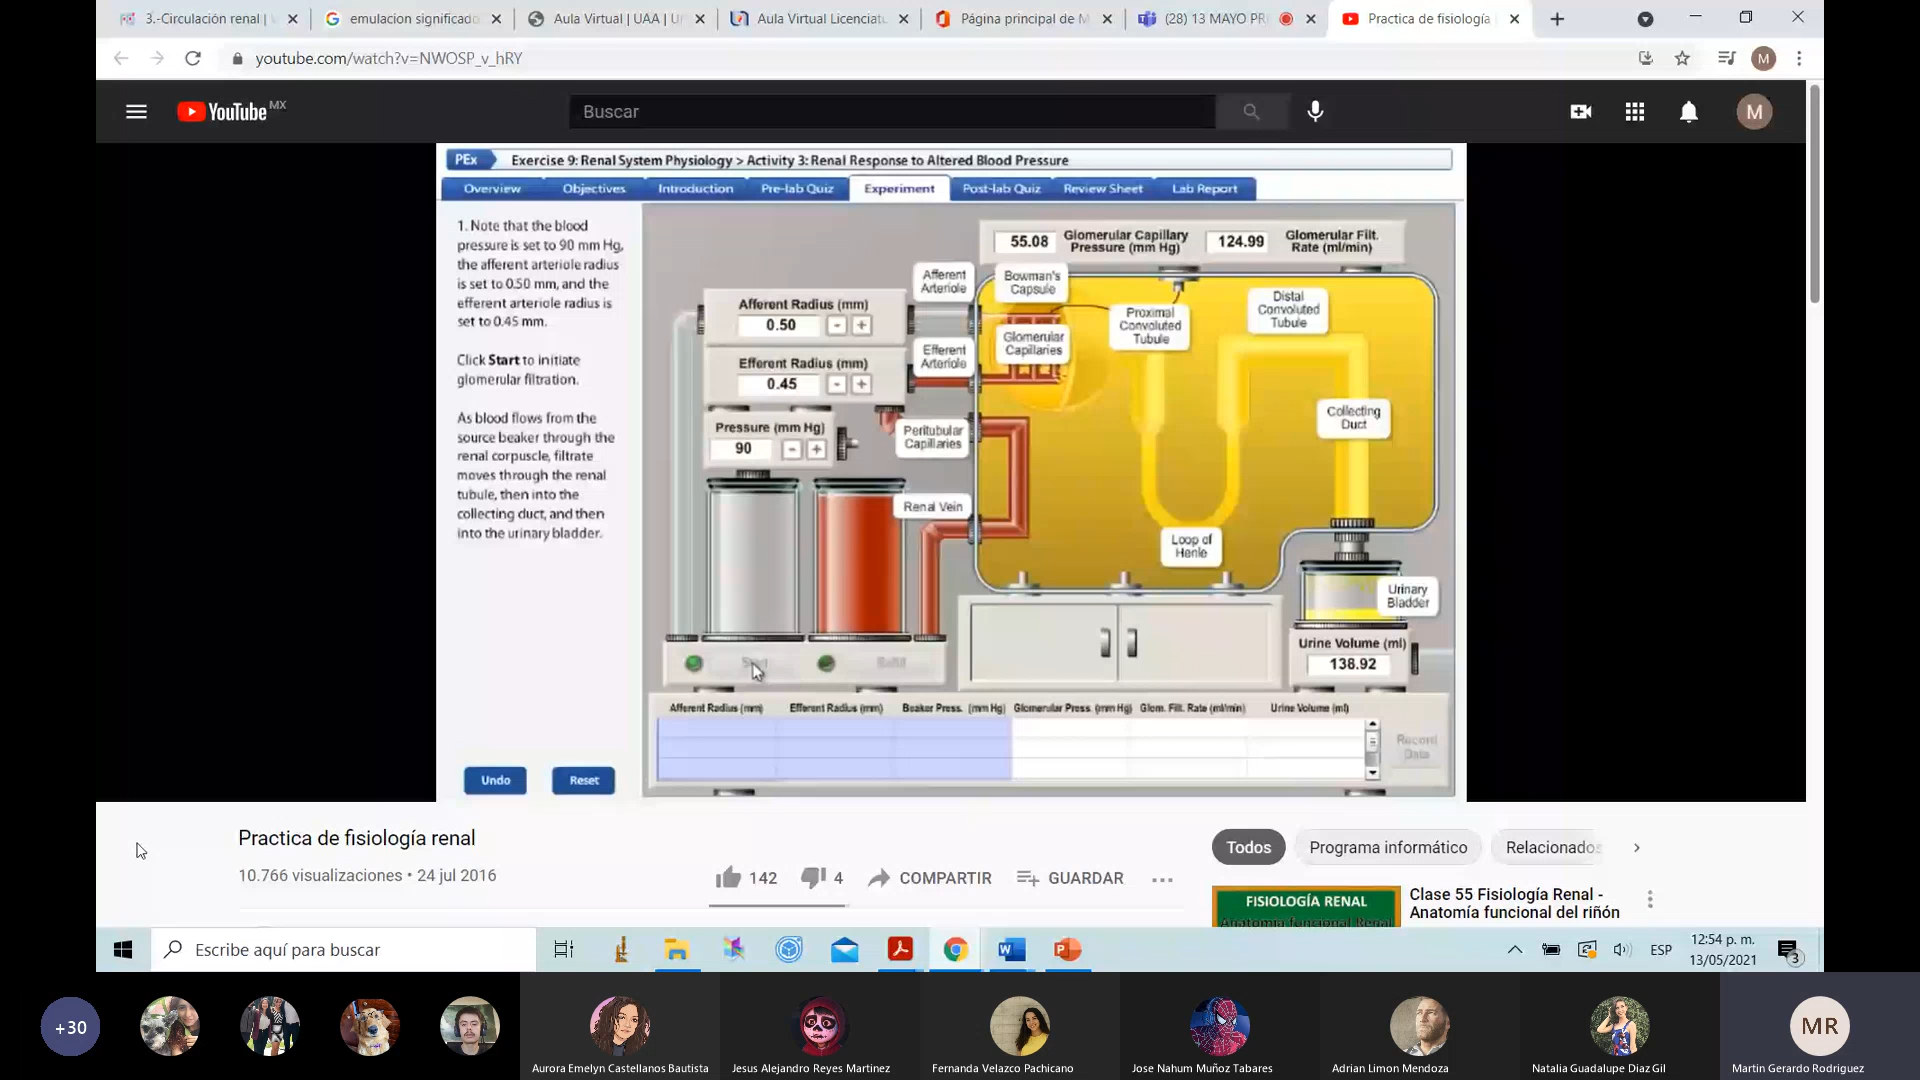 3.-Circulación renal |
emulacion significado
Aula Virtual | UAA | U
Aula Virtual Licenciat
Página principal de M
(28) 13 MAYO PR
Practica de fisiología
youtube.com/watch?v=NWOSP_v_hRY
M
YouTube MX
Buscar
M
PEx
Exercise 9: Renal System Physiology > Activity 3: Renal Response to Altered Blood Pressure
Overview
Objectives
Introduction
Pre-lab Quiz
Experiment
Post-lab Quiz
Review Sheet
Lab Report
1. Note that the blood
pressure is set to 90 mm Hg,
the afferent arteriole radius
is set to 0.50 mm, and the
efferent arteriole radius is
set to 0.45 mm.
Click Start to initiate
glomerular filtration.
As blood flows from the
source beaker through the
renal corpuscle, filtrate
moves through the renal
tubule, then into the
collecting duct, and then
into the urinary bladder.
Undo
Reset
55.08
Glomerular Capillary
Pressure (mm Hg)
124.99
Glomerular Filt.
Rate (ml/min)
Afferent Radius (mm)
0.50
- +
Efferent Radius (mm)
0.45
- +
Pressure (mm Hg)
90
- +
Afferent
Arteriole
Efferent
Arteriole
Bowman's
Capsule
Glomerular
Capillaries
Proximal
Convoluted
Tubule
Distal
Convoluted
Tubule
Peritubular
Capillaries
Collecting
Duct
Renal Vein
Loop of
Henle
Urinary
Bladder
Urine Volume (ml)
138.92
Start
Refill
Afferent Radius (mm)
Efferent Radius (mm)
Beaker Press. (mm Hg)
Glomerular Press. (mm Hg)
Glom. Filt. Rate (ml/min)
Urine Volume (ml)
Record
Data
Practica de fisiología renal
10.766 visualizaciones • 24 jul 2016
142
4
COMPARTIR
GUARDAR
Todos
Programa informático
Relacionados
FISIOLOGÍA RENAL
Anatomía funcional Renal
Clase 55 Fisiología Renal -
Anatomía funcional del riñón
Escribe aquí para buscar
ESP
12:54 p. m.
13/05/2021
3
+30
Aurora Emelyn Castellanos Bautista
Jesus Alejandro Reyes Martinez
Fernanda Velazco Pachicano
Jose Nahum Muñoz Tabares
Adrian Limon Mendoza
Natalia Guadalupe Diaz Gil
MR
Martin Gerardo Rodriguez